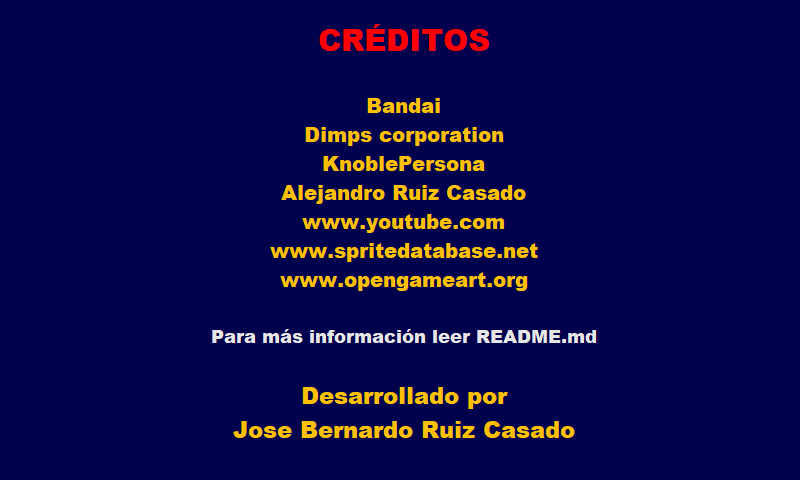 CRÉDITOS
Bandai
Dimps corporation
KnoblePersona
Alejandro Ruiz Casado
www.youtube.com
www.spritedatabase.net
www.opengameart.org
Para más información leer README.md
Desarrollado por
Jose Bernardo Ruiz Casado